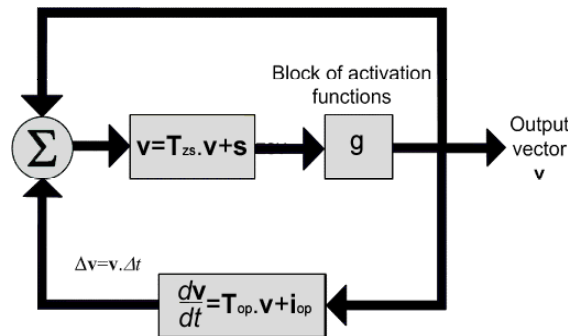 Block of activation
functions
Σ
v=Tzs.v+s
g
Output
vector
v
Δv=v.Δt
dv/dt=Top.v+iop